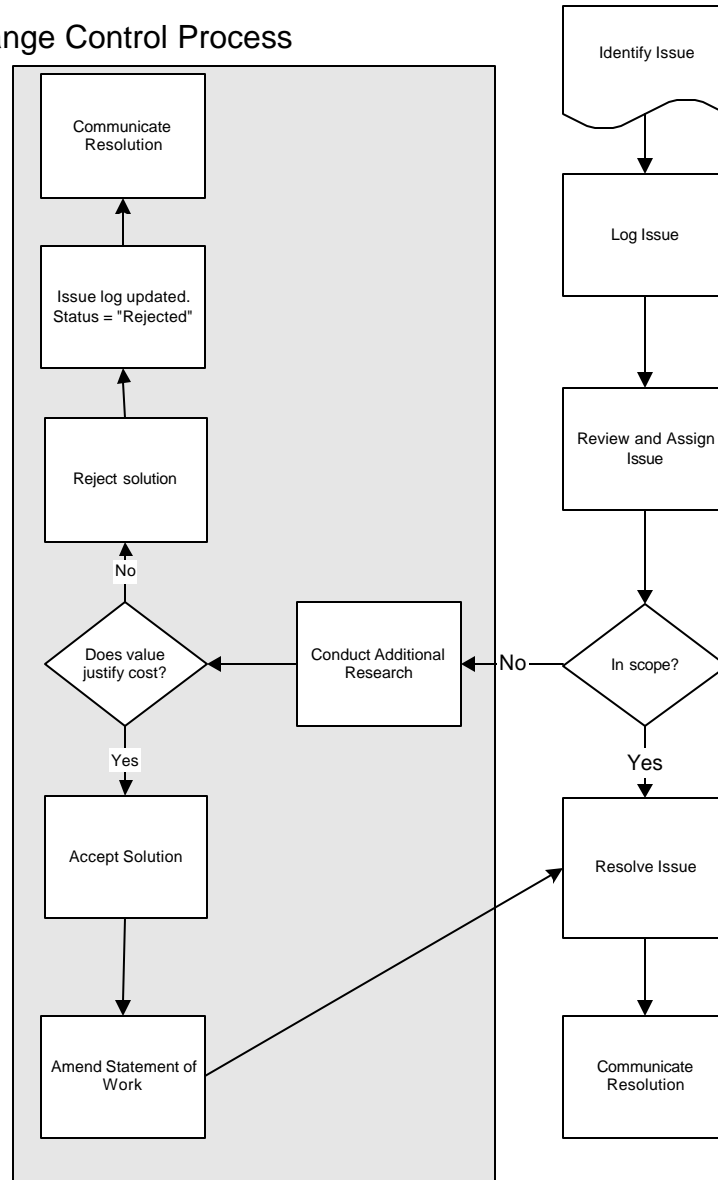 ange Control Process
Identify Issue
Communicate
Resolution
Log Issue
Issue log updated.
Status = "Rejected"
Review and Assign
Issue
Reject solution
No
Does value
justify cost?
Conduct Additional
Research
No
In scope?
Yes
Yes
Accept Solution
Resolve Issue
Amend Statement of
Work
Communicate
Resolution